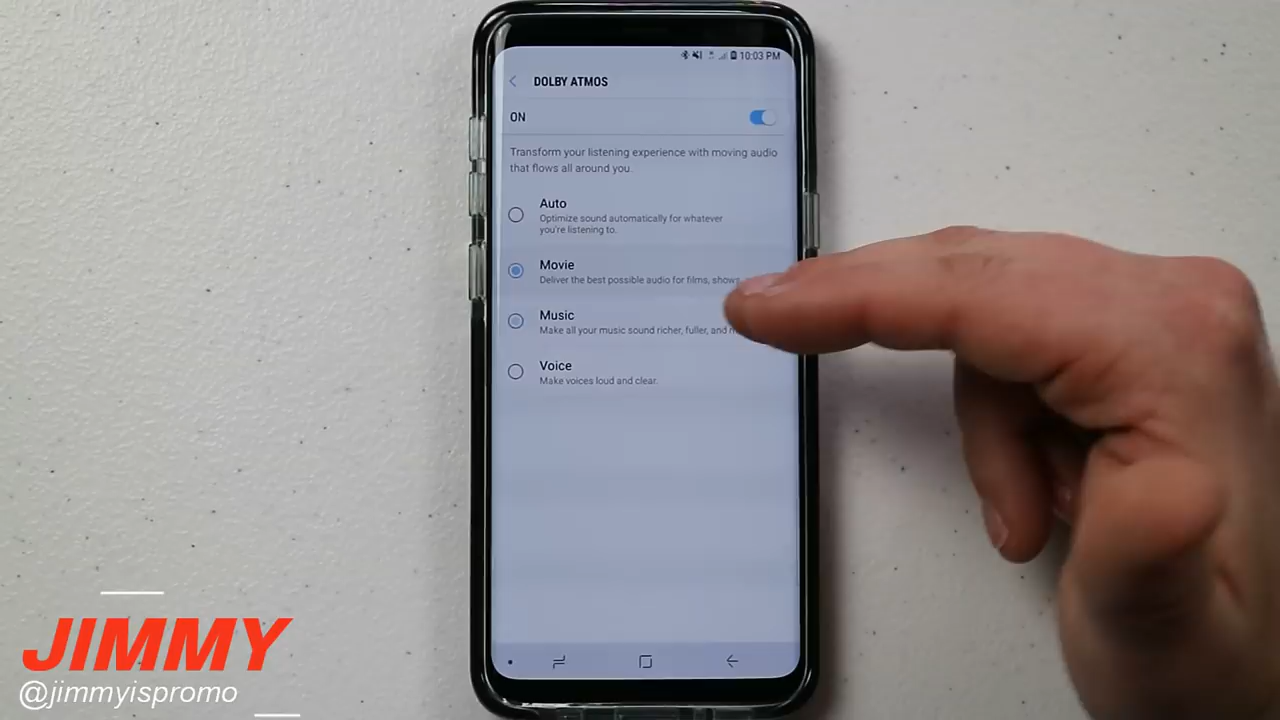 10:03 PM
DOLBY ATMOS
ON
Transform your listening experience with moving audio
that flows all around you.
Auto
Optimize sound automatically for whatever
you're listening to.
Movie
Deliver the best possible audio for films, shows,
Music
Make all your music sound richer, fuller, and
Voice
Make voices loud and clear.
JIMMY
@jimmyispromo